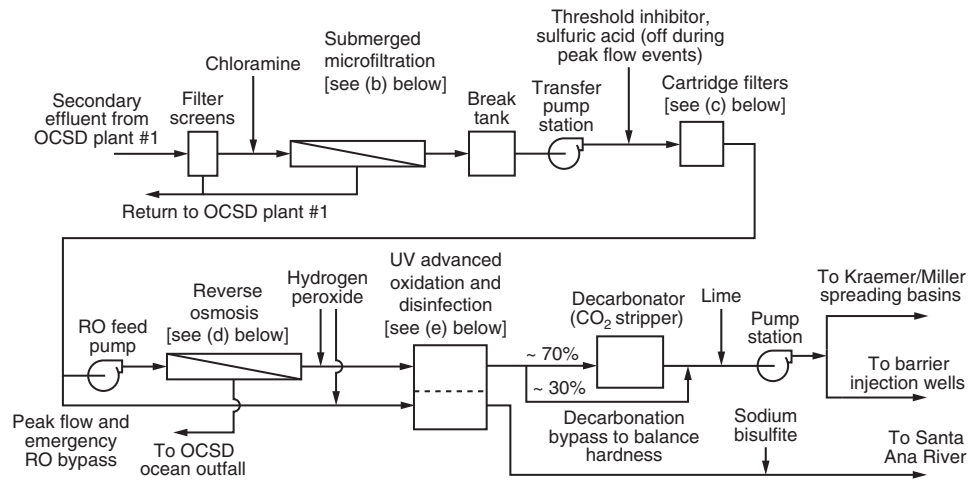 Threshold inhibitor,
sulfuric acid (off during
peak flow events)
Submerged
microfiltration
[see (b) below]
Chloramine
Cartridge filters
[see (c) below]
Secondary
effluent from
OCSD plant #1
Filter
screens
Break
tank
Transfer
pump
station
Return to OCSD plant #1
UV advanced
oxidation and
disinfection
[see (e) below]
Hydrogen
peroxide
Reverse
osmosis
[see (d) below]
RO feed
pump
Decarbonator
(CO2 stripper)
Lime
Pump
station
To Kraemer/Miller
spreading basins
~ 70%
~ 30%
To barrier
injection wells
Peak flow and
emergency
RO bypass
To OCSD
ocean outfall
Decarbonation
bypass to balance
hardness
Sodium
bisulfite
To Santa
Ana River